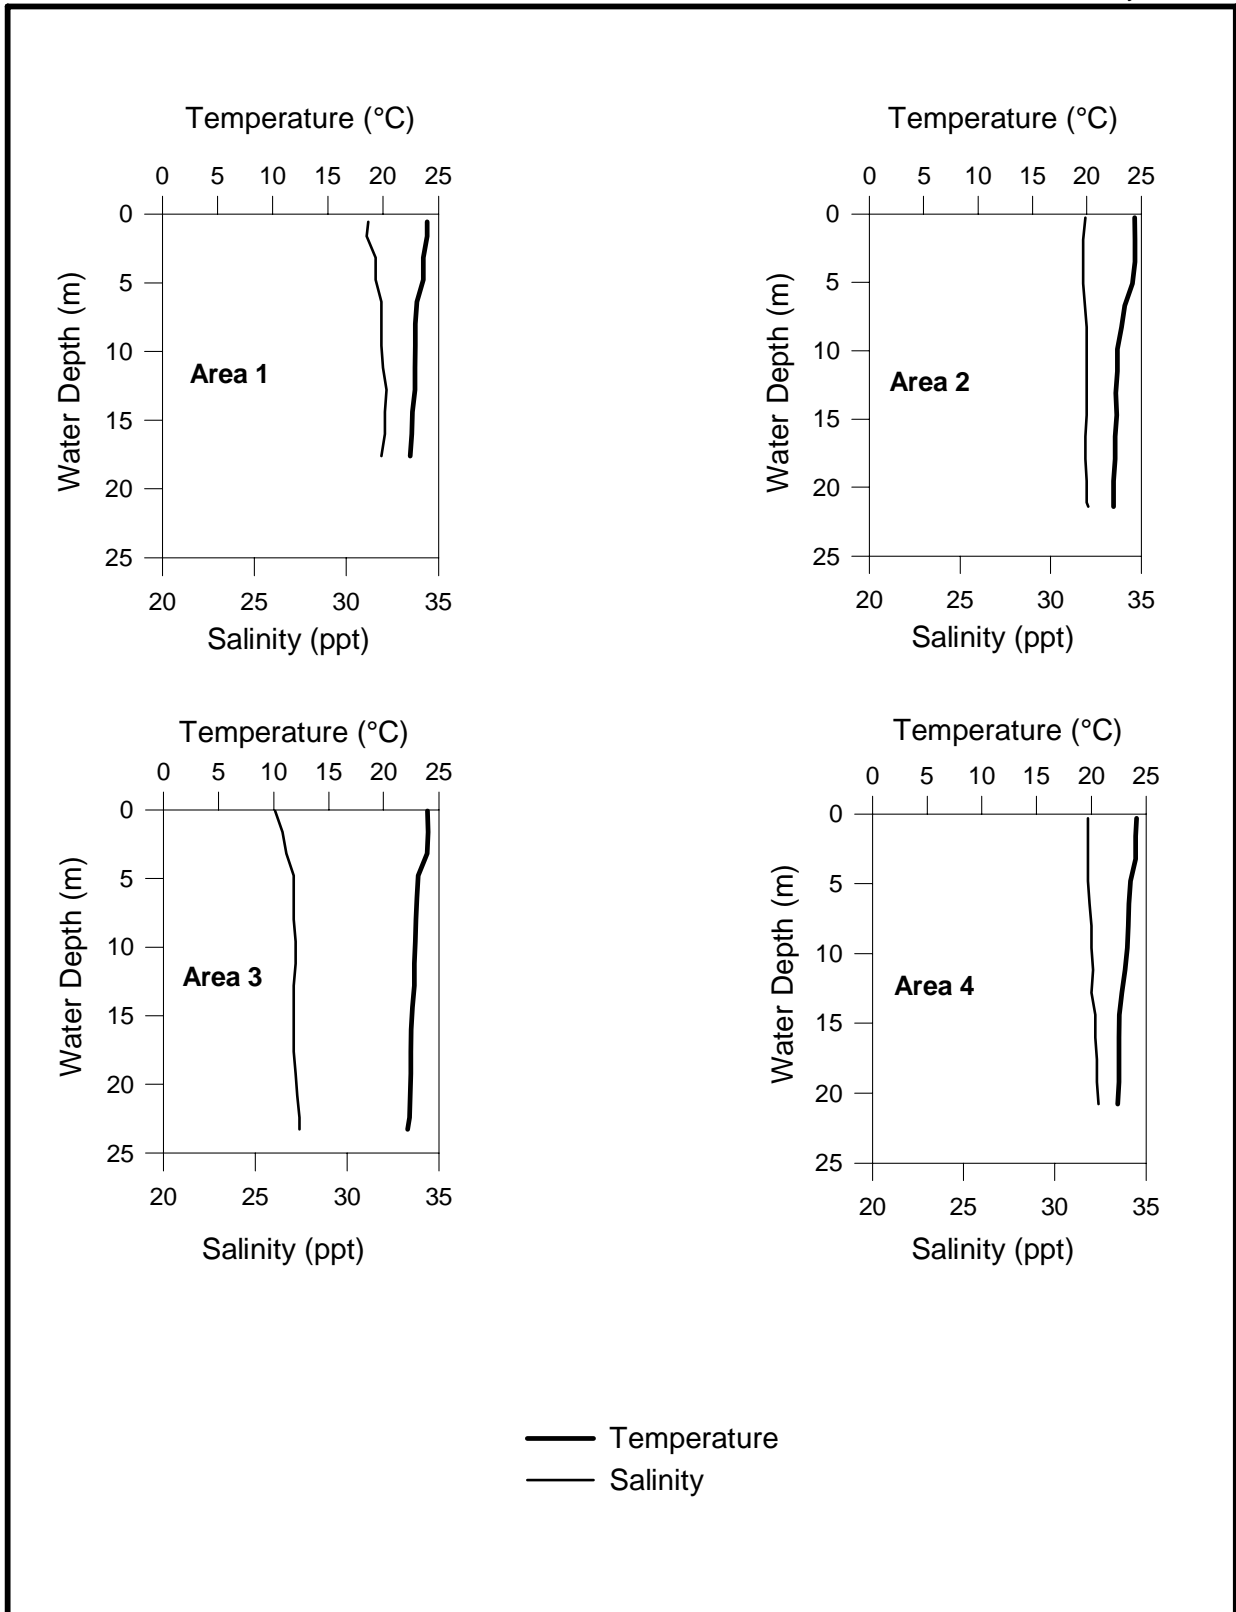 Temperature (°C)
0 5 10 15 20 25
0
5
10
15
20
25
Water Depth (m)
Area 1
20 25 30 35
Salinity (ppt)
Temperature (°C)
0 5 10 15 20 25
0
5
10
15
20
25
Water Depth (m)
Area 2
20 25 30 35
Salinity (ppt)
Temperature (°C)
0 5 10 15 20 25
0
5
10
15
20
25
Water Depth (m)
Area 3
20 25 30 35
Salinity (ppt)
Temperature (°C)
0 5 10 15 20 25
0
5
10
15
20
25
Water Depth (m)
Area 4
20 25 30 35
Salinity (ppt)
Temperature
Salinity